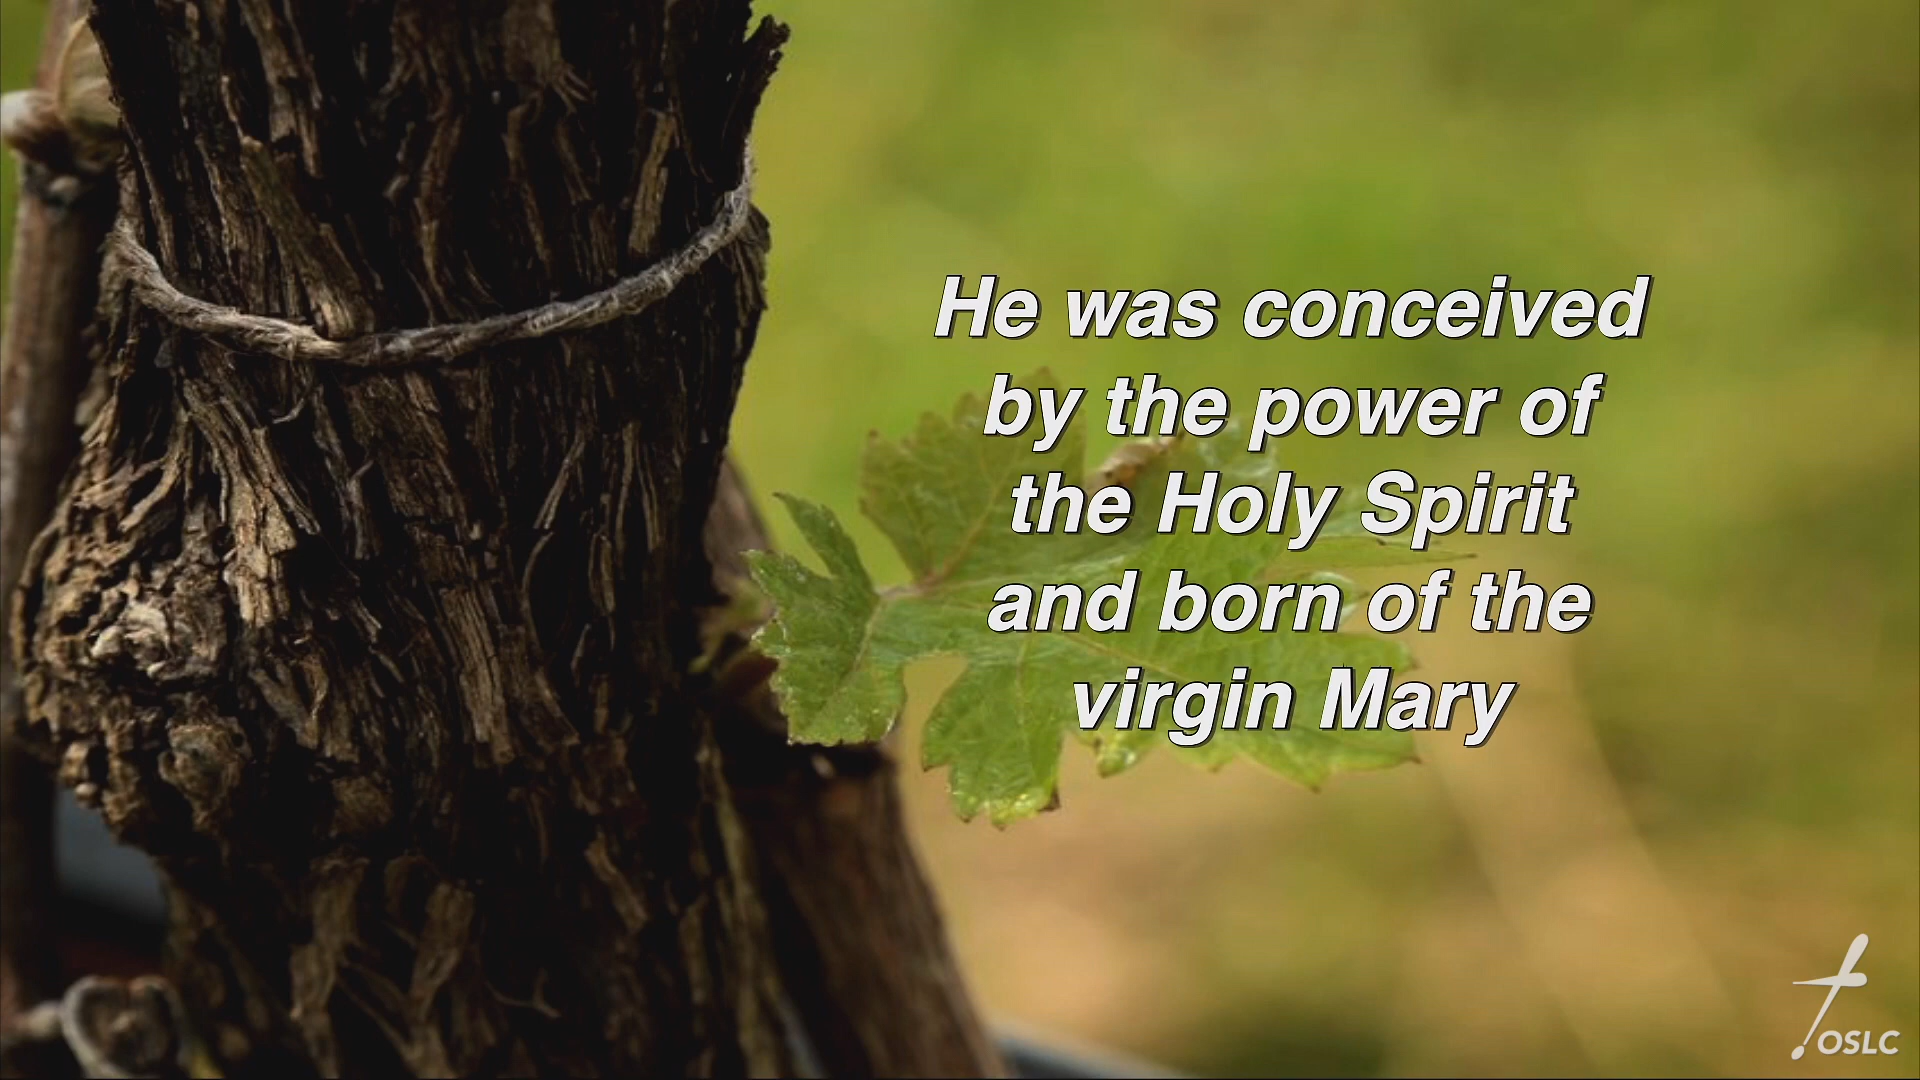 He was conceived
by the power of
the Holy Spirit
and born of the
virgin Mary
OSLC